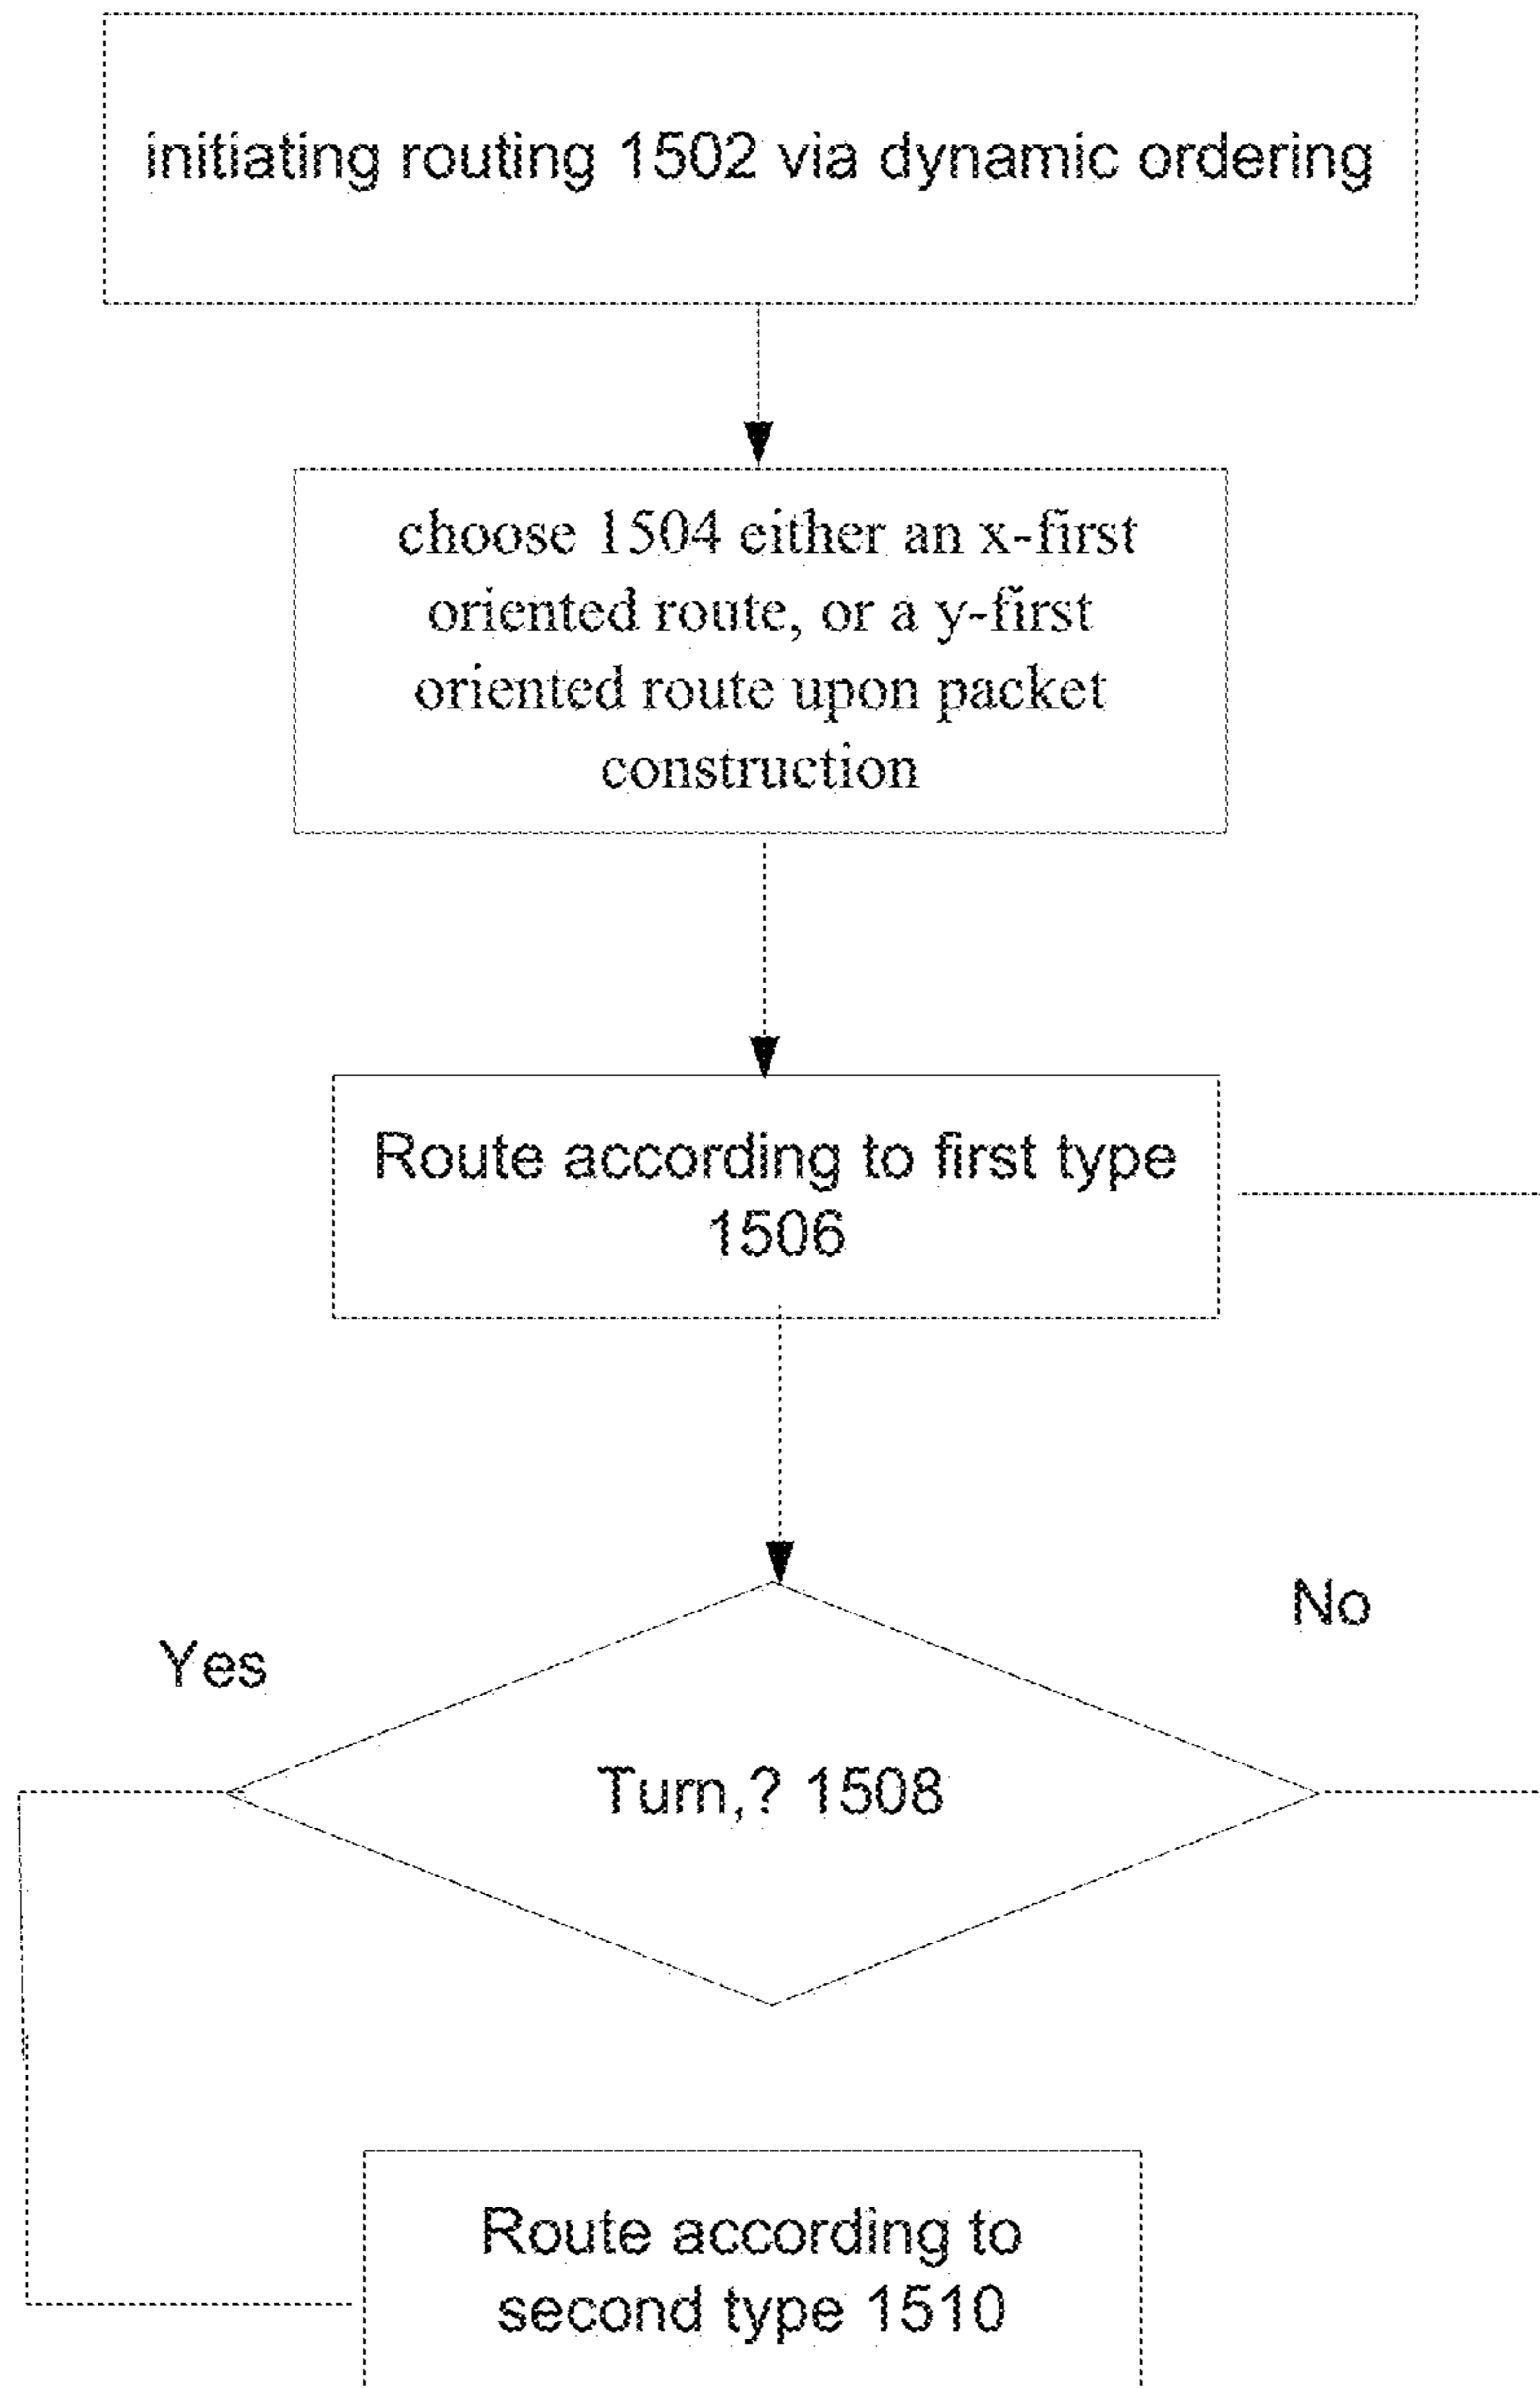 initiating routing 1502 via dynamic ordering
choose 1504 either an x-first
oriented route, or a y-first
oriented route upon packet
construction
Route according to first type
1506
No
Yes
Turn,? 1508
Route according to
second type 1510